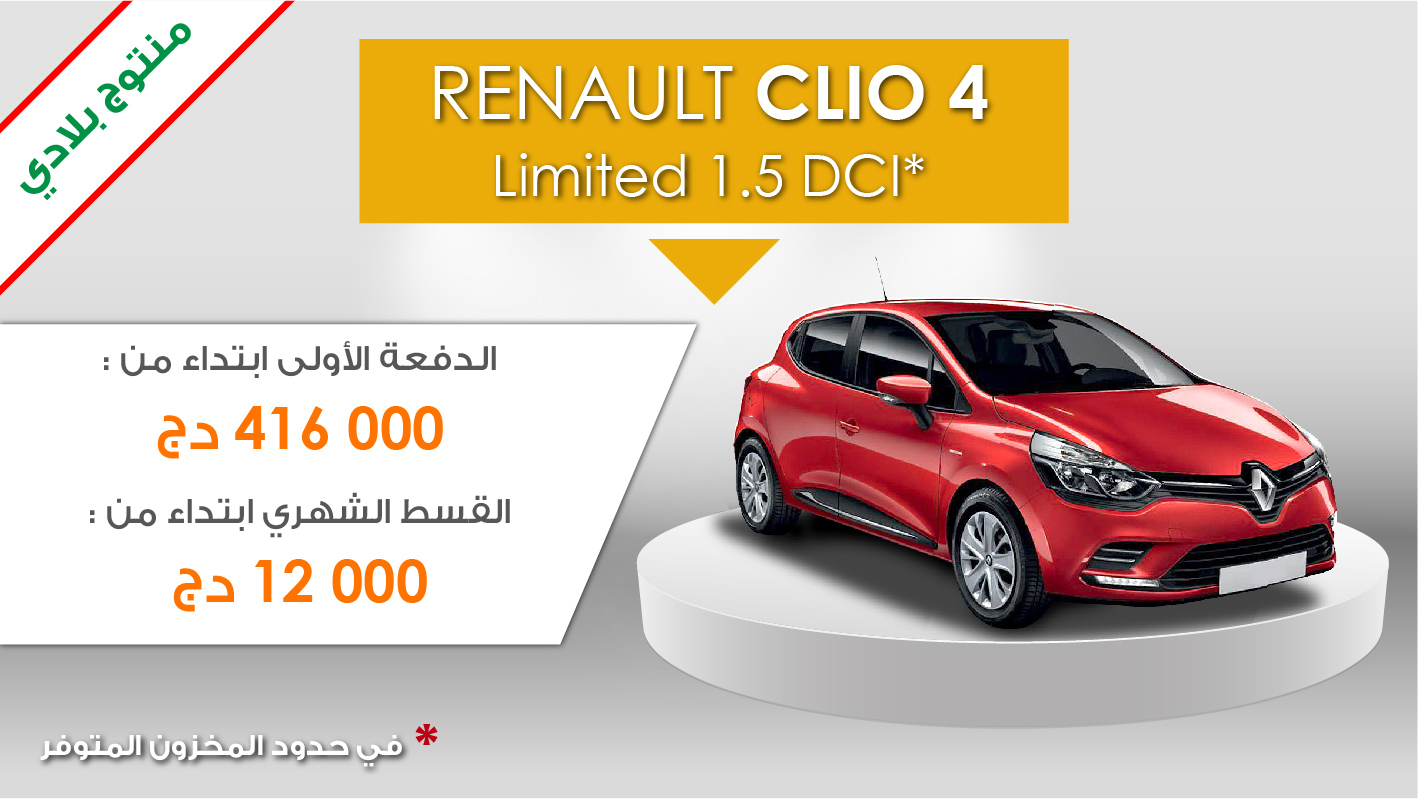 منتوج بلادي
RENAULT CLIO 4
Limited 1.5 DCI*
الدفعة الأولى ابتداء من :
416 000 دج
القسط الشهري ابتداء من :
12 000 دج
* في حدود المخزون المتوفر